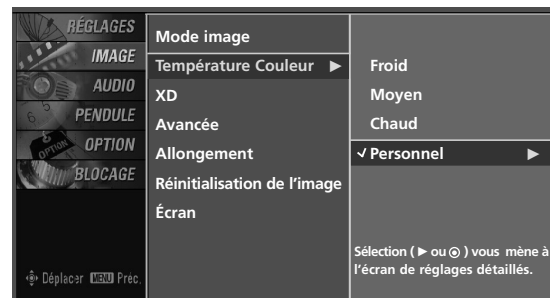 RÉGLAGES
IMAGE
AUDIO
PENDULE
OPTION
BLOCAGE
Déplacer MENU Préc.
Mode image
Température Couleur ►
XD
Avancée
Allongement
Réinitialisation de l'image
Écran
Froid
Moyen
Chaud
✓ Personnel ►
Sélection ( ► ou ⊙ ) vous mène à
l'écran de réglages détaillés.